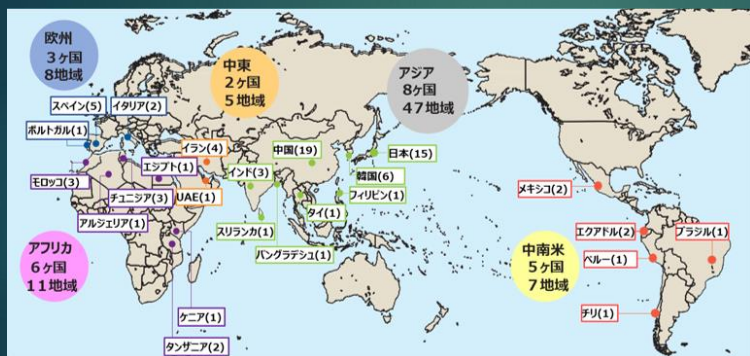 欧州
3ヶ国
8地域
中東
2ヶ国
5地域
アジア
8ヶ国
47地域
スペイン(5)
イタリア(2)
ポルトガル(1)
イラン(4)
中国(19)
日本(15)
エジプト(1)
インド(3)
韓国(6)
モロッコ(3)
チュニジア(3)
UAE(1)
フィリピン(1)
メキシコ(2)
アルジェリア(1)
スリランカ(1)
タイ(1)
バングラデシュ(1)
エクアドル(2)
ブラジル(1)
ペルー(1)
アフリカ
6ヶ国
11地域
中南米
5ヶ国
7地域
ケニア(1)
チリ(1)
タンザニア(2)